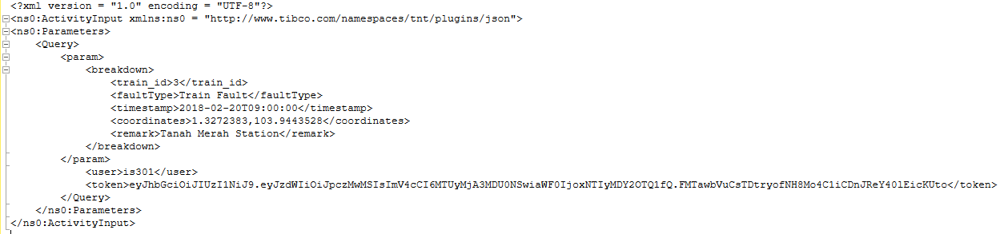 <?xml version = "1.0" encoding = "UTF-8"?>
<ns0:ActivityInput xmlns:ns0 = "http://www.tibco.com/namespaces/tnt/plugins/json">
<ns0:Parameters>
<Query>
<param>
<breakdown>
<train_id>3</train_id>
<faultType>Train Fault</faultType>
<timestamp>2018-02-20T09:00:00</timestamp>
<coordinates>1.3272383,103.9443528</coordinates>
<remark>Tanah Merah Station</remark>
</breakdown>
</param>
<user>is301</user>
<token>eyJhbGciOiJIUzI1NiJ9.eyJzdWIiOiJpczMwMSIsImV4cCI6MTUyMjA3MDU0NSwiaWF0IjoxNTIyMDY2OTQ1fQ.FMTawbVuCsTDtryofNH8Mo4C1iCDnJReY40lEicKUto</token>
</Query>
</ns0:Parameters>
</ns0:ActivityInput>